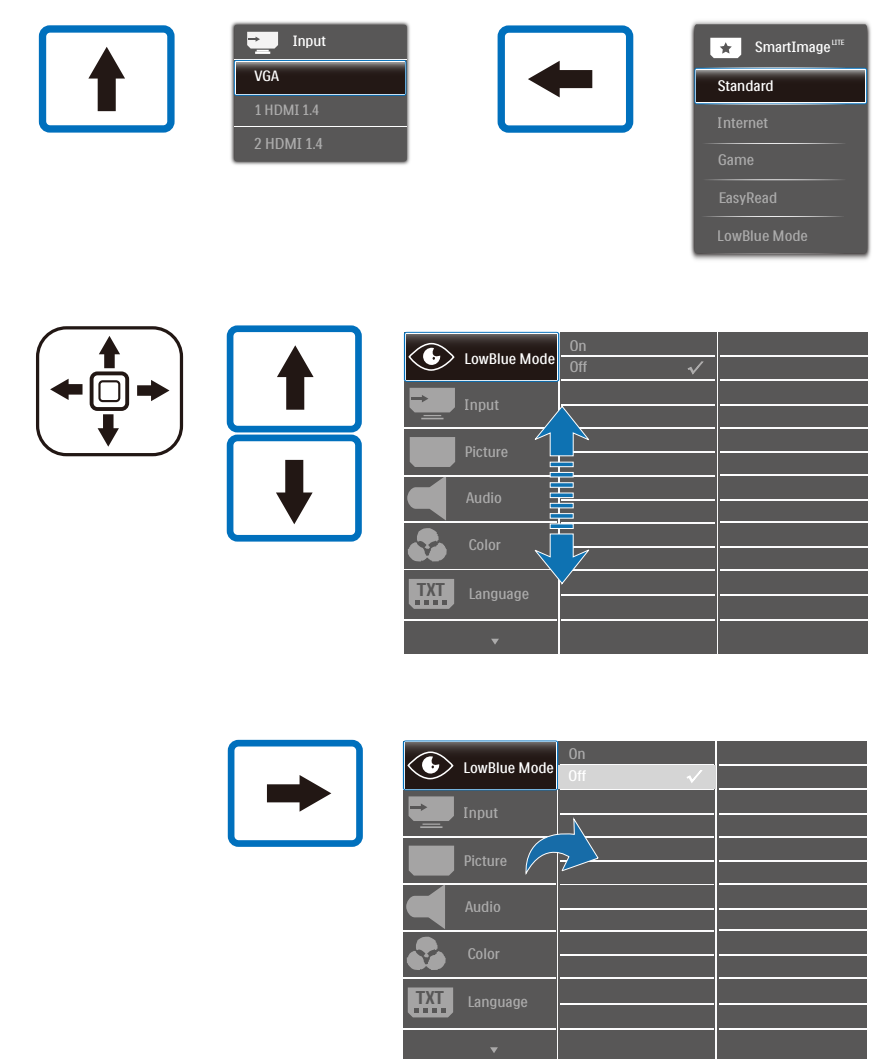 Input
VGA
1 HDMI 1.4
2 HDMI 1.4
SmartImage LITE
Standard
Internet
Game
EasyRead
LowBlue Mode
LowBlue Mode
On
Off
Input
Picture
Audio
Color
TXT
Language
LowBlue Mode
On
Off
Input
Picture
Audio
Color
TXT
Language